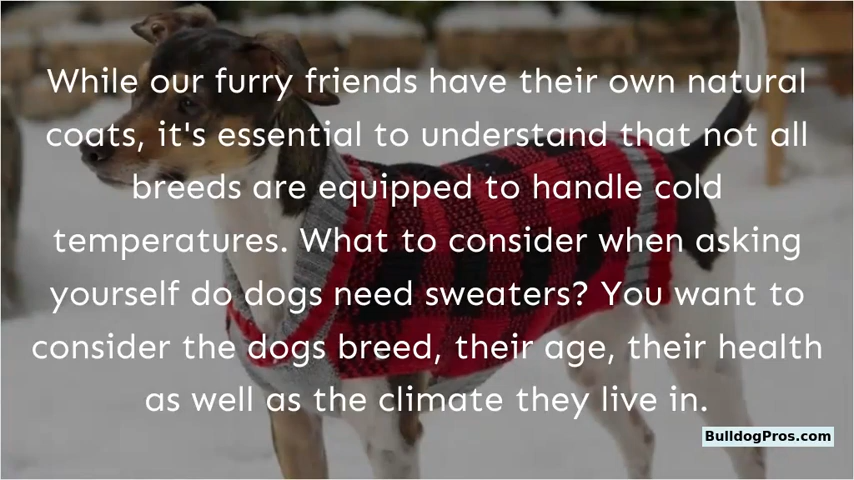 While our furry friends have their own natural
coats, it's essential to understand that not all
breeds are equipped to handle cold
temperatures. What to consider when asking
yourself do dogs need sweaters? You want to
consider the dogs breed, their age, their health
as well as the climate they live in.
BulldogPros.com